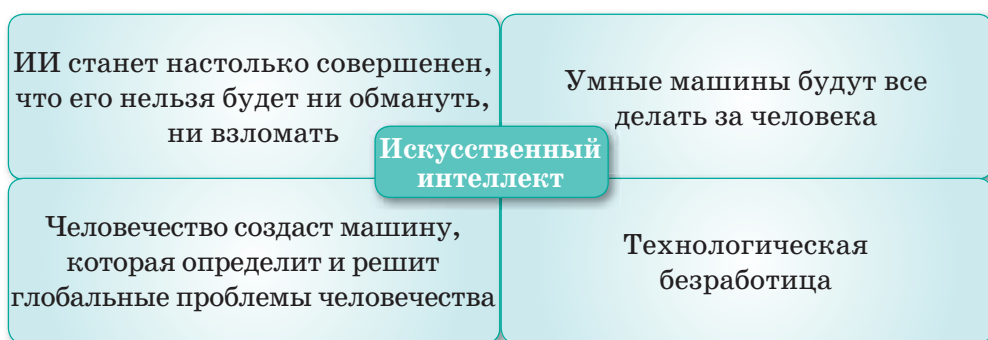 ИИ станет настолько совершенен,
что его нельзя будет ни обмануть,
ни взломать
Умные машины будут все
делать за человека
Искусственный
интеллект
Человечество создаст машину,
которая определит и решит
глобальные проблемы человечества
Технологическая
безработица